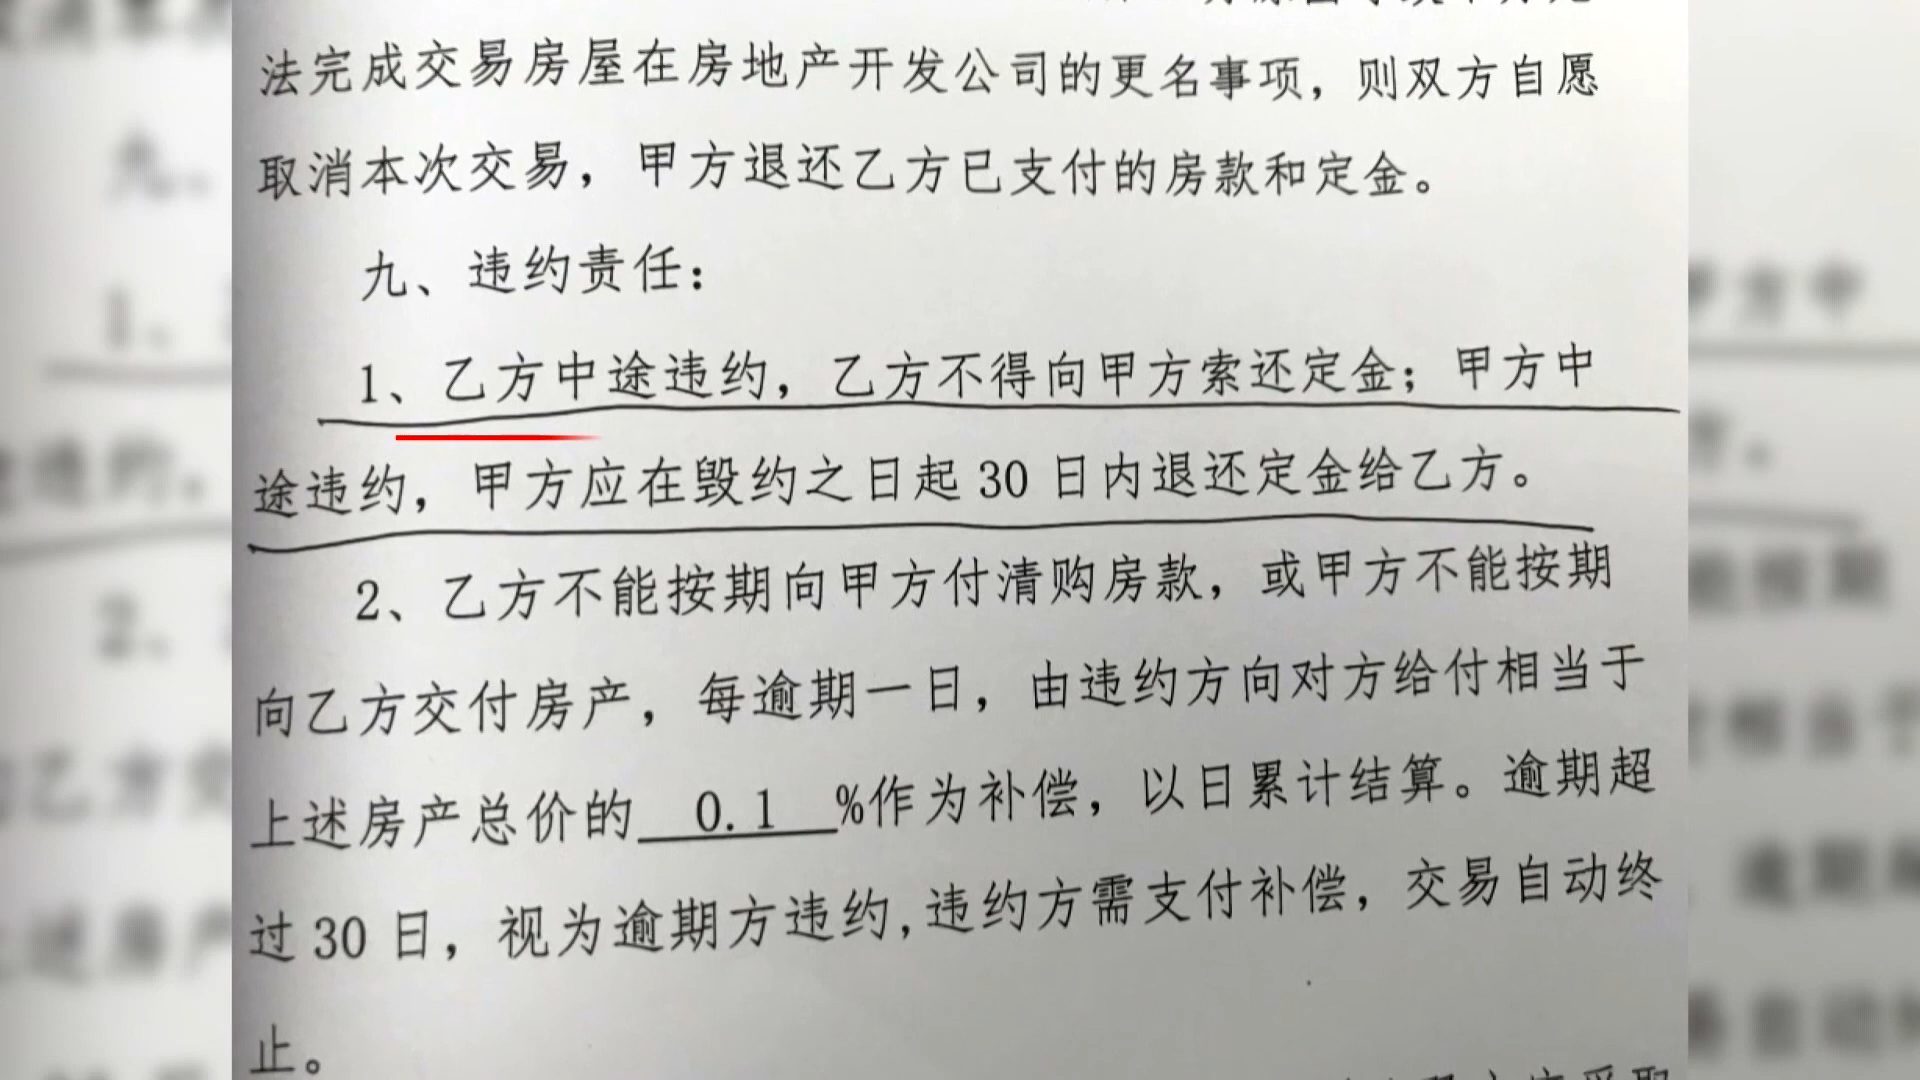 法完成交易房屋在房地产开发公司的更名事项，则双方自愿
取消本次交易，甲方退还乙方已支付的房款和定金。
九、违约责任：
1、乙方中途违约，乙方不得向甲方索还定金；甲方中
途违约，甲方应在毁约之日起 30 日内退还定金给乙方。
2、乙方不能按期向甲方付清购房款，或甲方不能按期
向乙方交付房产，每逾期一日，由违约方向对方给付相当于
上述房产总价的 0.1 %作为补偿，以日累计结算。逾期超
过 30 日，视为逾期方违约,违约方需支付补偿，交易自动终
止。